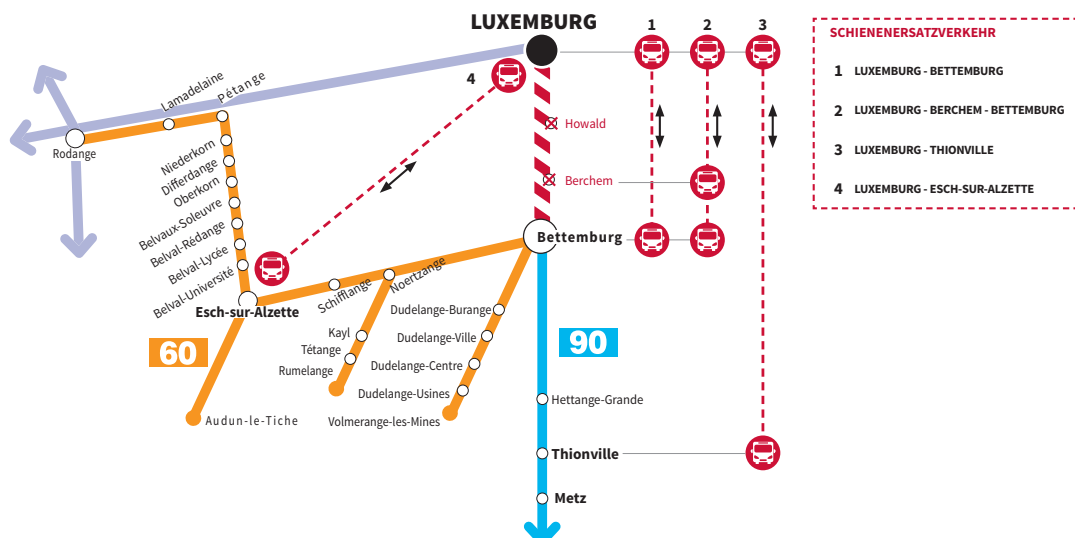 LUXEMBURG
1
2
3
4
SCHIENENERSATZVERKEHR
1 LUXEMBURG - BETTEMBURG
2 LUXEMBURG - BERCHEM - BETTEMBURG
3 LUXEMBURG - THIONVILLE
4 LUXEMBURG - ESCH-SUR-ALZETTE
Lamadelaine
Pétange
Rodange
Niederkorn
Differdange
Oberkorn
Belvaux-Soleuvre
Belval-Rédange
Belval-Lycée
Belval-Université
Esch-sur-Alzette
Howald
Berchem
Bettemburg
Schifflange
Noertzange
Kayl
Tétange
Rumelange
Dudelange-Burange
Dudelange-Ville
Dudelange-Centre
Dudelange-Usines
Volmerange-les-Mines
60
90
Audun-le-Tiche
Hettange-Grande
Thionville
Metz